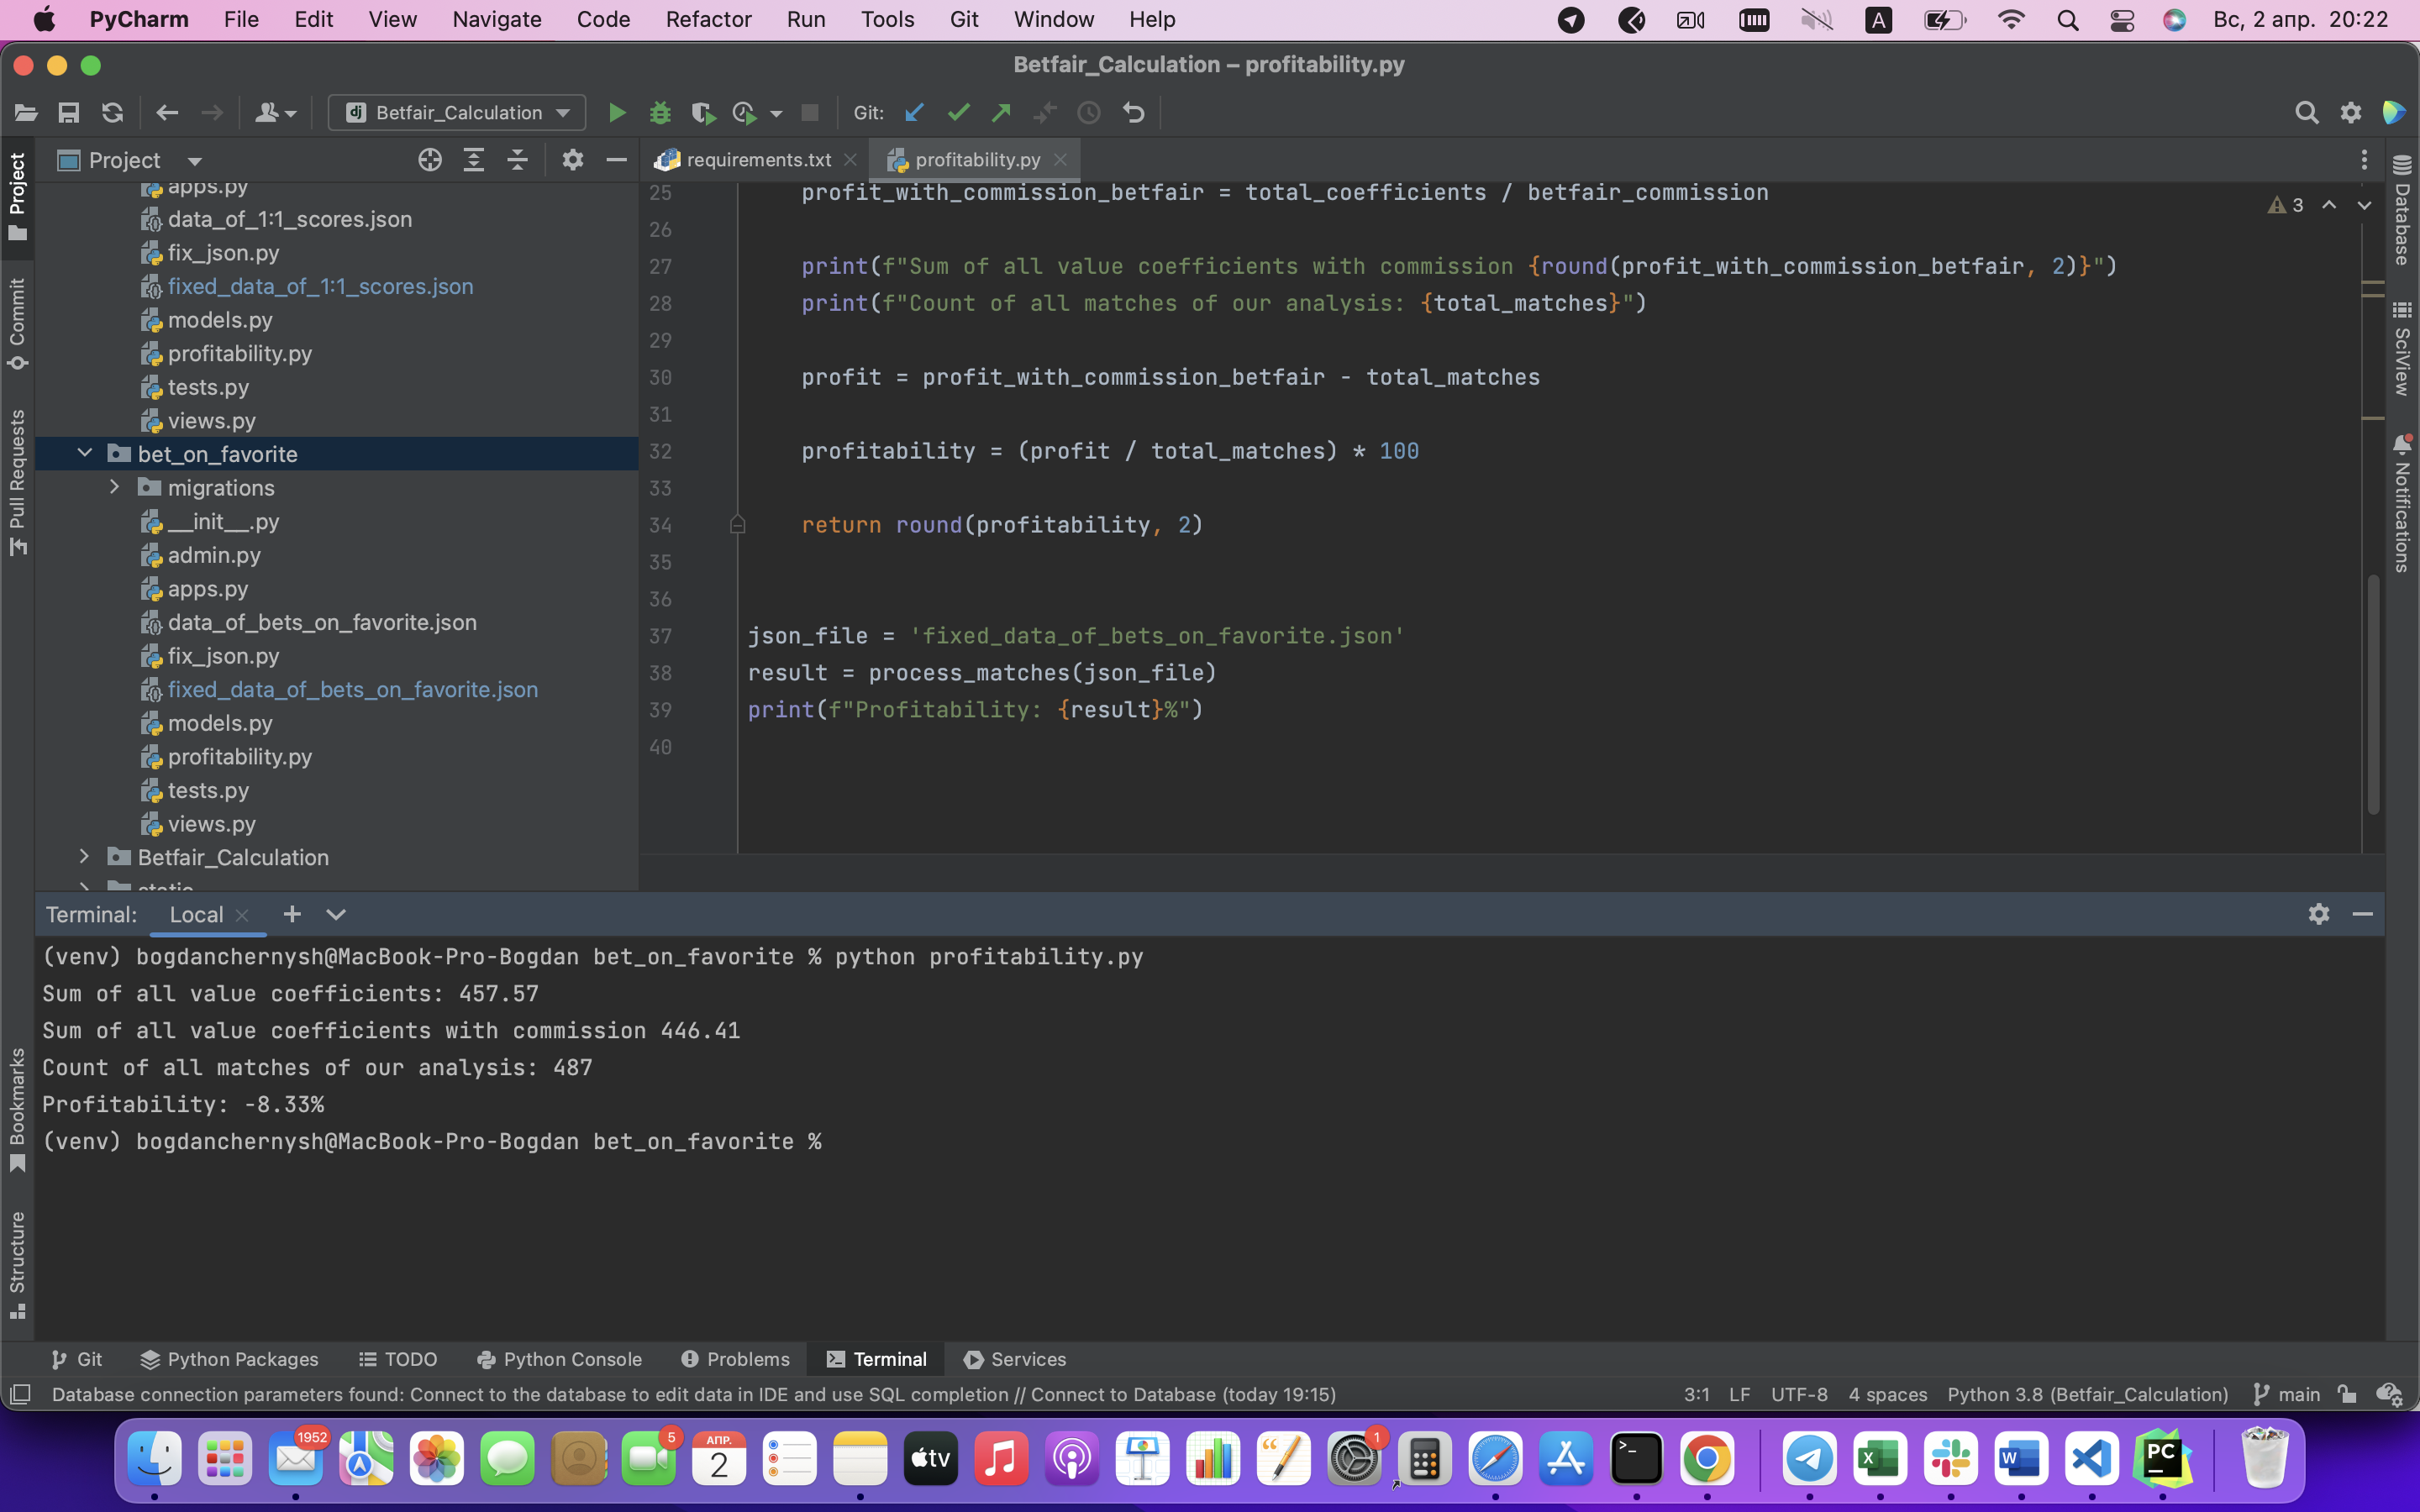 PyCharm File Edit View Navigate Code Refactor Run Tools Git Window Help A Вс, 2 апр. 20:22
Betfair_Calculation – profitability.py
dj Betfair_Calculation Git:
Project
requirements.txt profitability.py
Project
Commit
Pull Requests
Bookmarks
Structure
apps.py
data_of_1:1_scores.json
fix_json.py
fixed_data_of_1:1_scores.json
models.py
profitability.py
tests.py
views.py
bet_on_favorite
migrations
__init__.py
admin.py
apps.py
data_of_bets_on_favorite.json
fix_json.py
fixed_data_of_bets_on_favorite.json
models.py
profitability.py
tests.py
views.py
Betfair_Calculation
static
25 profit_with_commission_betfair = total_coefficients / betfair_commission
26
27 print(f"Sum of all value coefficients with commission {round(profit_with_commission_betfair, 2)}")
28 print(f"Count of all matches of our analysis: {total_matches}")
29
30 profit = profit_with_commission_betfair - total_matches
31
32 profitability = (profit / total_matches) * 100
33
34 return round(profitability, 2)
35
36
37 json_file = 'fixed_data_of_bets_on_favorite.json'
38 result = process_matches(json_file)
39 print(f"Profitability: {result}%")
40
3
Database
SciView
Notifications
Terminal: Local
(venv) bogdanchernysh@MacBook-Pro-Bogdan bet_on_favorite % python profitability.py
Sum of all value coefficients: 457.57
Sum of all value coefficients with commission 446.41
Count of all matches of our analysis: 487
Profitability: -8.33%
(venv) bogdanchernysh@MacBook-Pro-Bogdan bet_on_favorite %
Git Python Packages TODO Python Console Problems Terminal Services
Database connection parameters found: Connect to the database to edit data in IDE and use SQL completion // Connect to Database (today 19:15) 3:1 LF UTF-8 4 spaces Python 3.8 (Betfair_Calculation) main
1952
5
АПР.
2
tv
1
X
W
PC